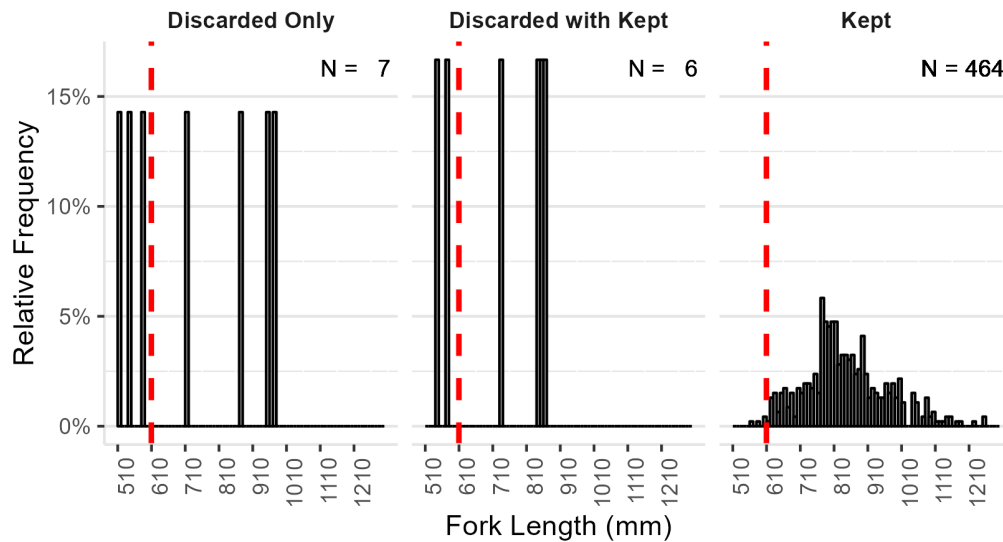 Discarded Only
Discarded with Kept
Kept
N = 7
N = 6
N = 464
Relative Frequency
15%
10%
5%
0%
510 610 710 810 910 1010 1110 1210
510 610 710 810 910 1010 1110 1210
510 610 710 810 910 1010 1110 1210
Fork Length (mm)